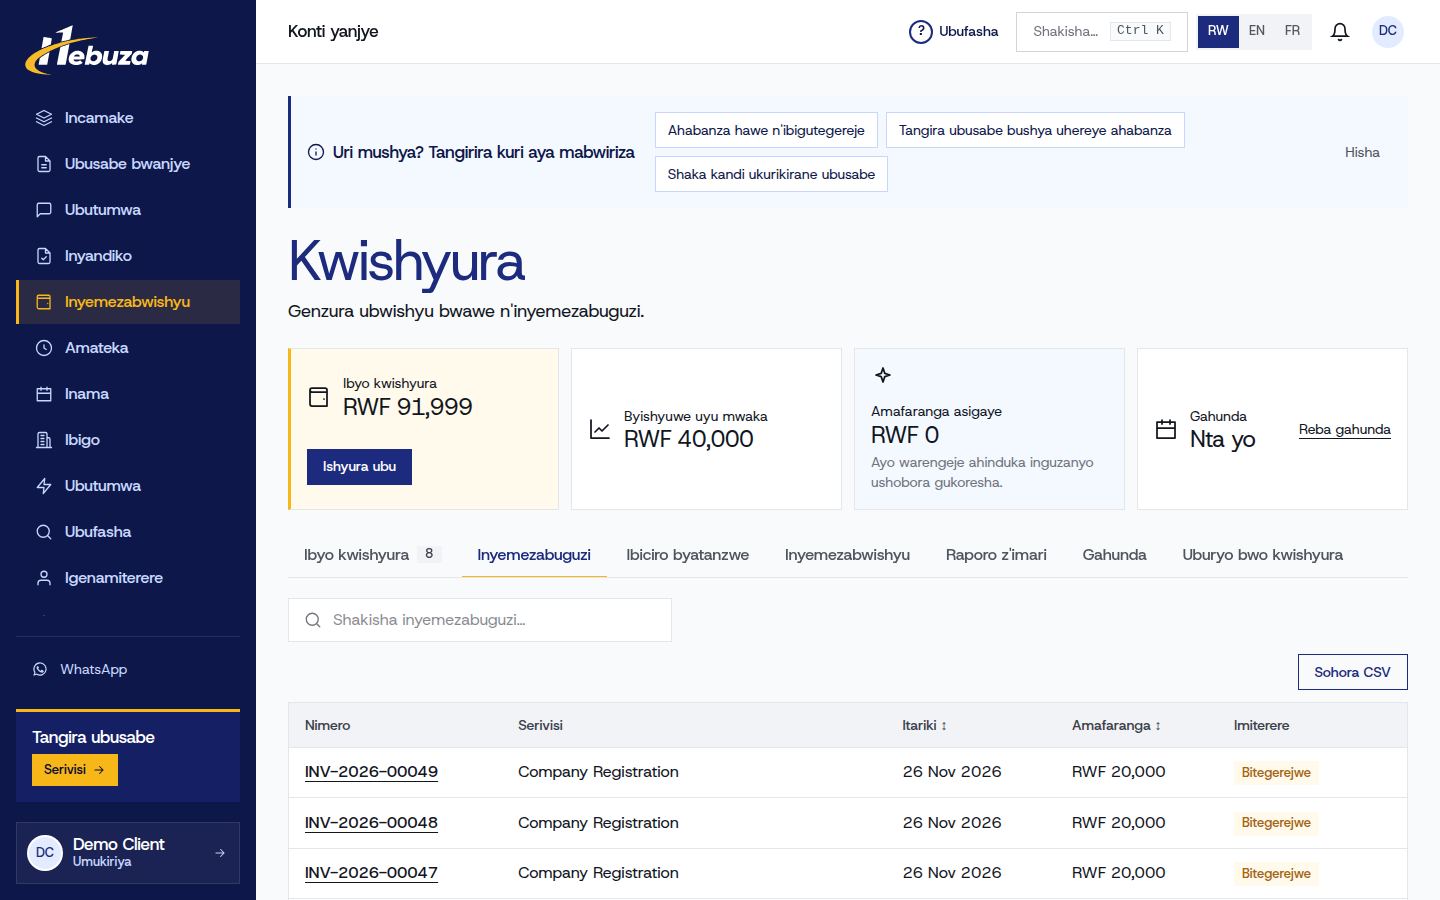 Hebuza
Incamake
Ubusabe bwanjye
Ubutumwa
Inyandiko
Inyemezabwishyu
Amateka
Inama
Ibigo
Ubutumwa
Ubufasha
Igenamiterere
WhatsApp
Tangira ubusabe
Serivisi →
DC
Demo Client
Umukiriya
→
Konti yanjye
? Ubufasha
Shakisha... Ctrl K
RW EN FR
DC
Uri mushya? Tangirira kuri aya mabwiriza
Ahabanza hawe n'ibigutegereje
Tangira ubusabe bushya uhereye ahabanza
Shaka kandi ukurikirane ubusabe
Hisha
Kwishyura
Genzura ubwishyu bwawe n'inyemezabuguzi.
Ibyo kwishyura
RWF 91,999
Ishyura ubu
Byishyuwe uyu mwaka
RWF 40,000
Amafaranga asigaye
RWF 0
Ayo warengeje ahinduka inguzanyo
ushobora gukoresha.
Gahunda
Nta yo
Reba gahunda
Ibyo kwishyura 8 Inyemezabuguzi Ibiciro byatanzwe Inyemezabwishyu Raporo z'imari Gahunda Uburyo bwo kwishyura
Shakisha inyemezabuguzi...
Sohora CSV
Nimero Serivisi Itariki ↕ Amafaranga ↕ Imiterere
INV-2026-00049 Company Registration 26 Nov 2026 RWF 20,000 Bitegerejwe
INV-2026-00048 Company Registration 26 Nov 2026 RWF 20,000 Bitegerejwe
INV-2026-00047 Company Registration 26 Nov 2026 RWF 20,000 Bitegerejwe